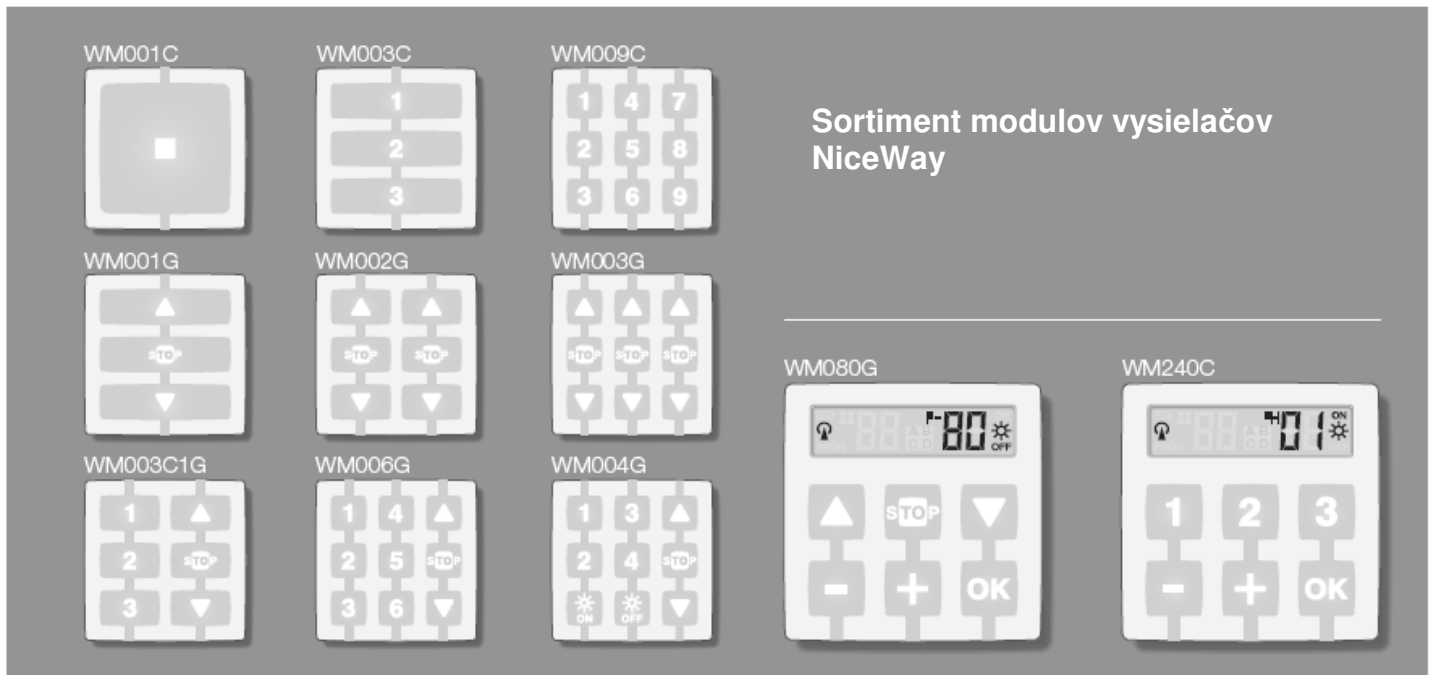 WM001C WM003C WM009C
1 1 4 7
2 2 5 8
3 3 6 9
Sortiment modulov vysielačov
NiceWay
WM001G WM002G WM003G
STOP STOP STOP STOP STOP STOP
WM003C1G WM006G WM004G
1 1 4 1 3
2 STOP 2 5 STOP 2 4 STOP
3 3 6 ON OFF
WM080G WM240C
80 OFF 01 ON
STOP 1 2 3
- + OK - + OK